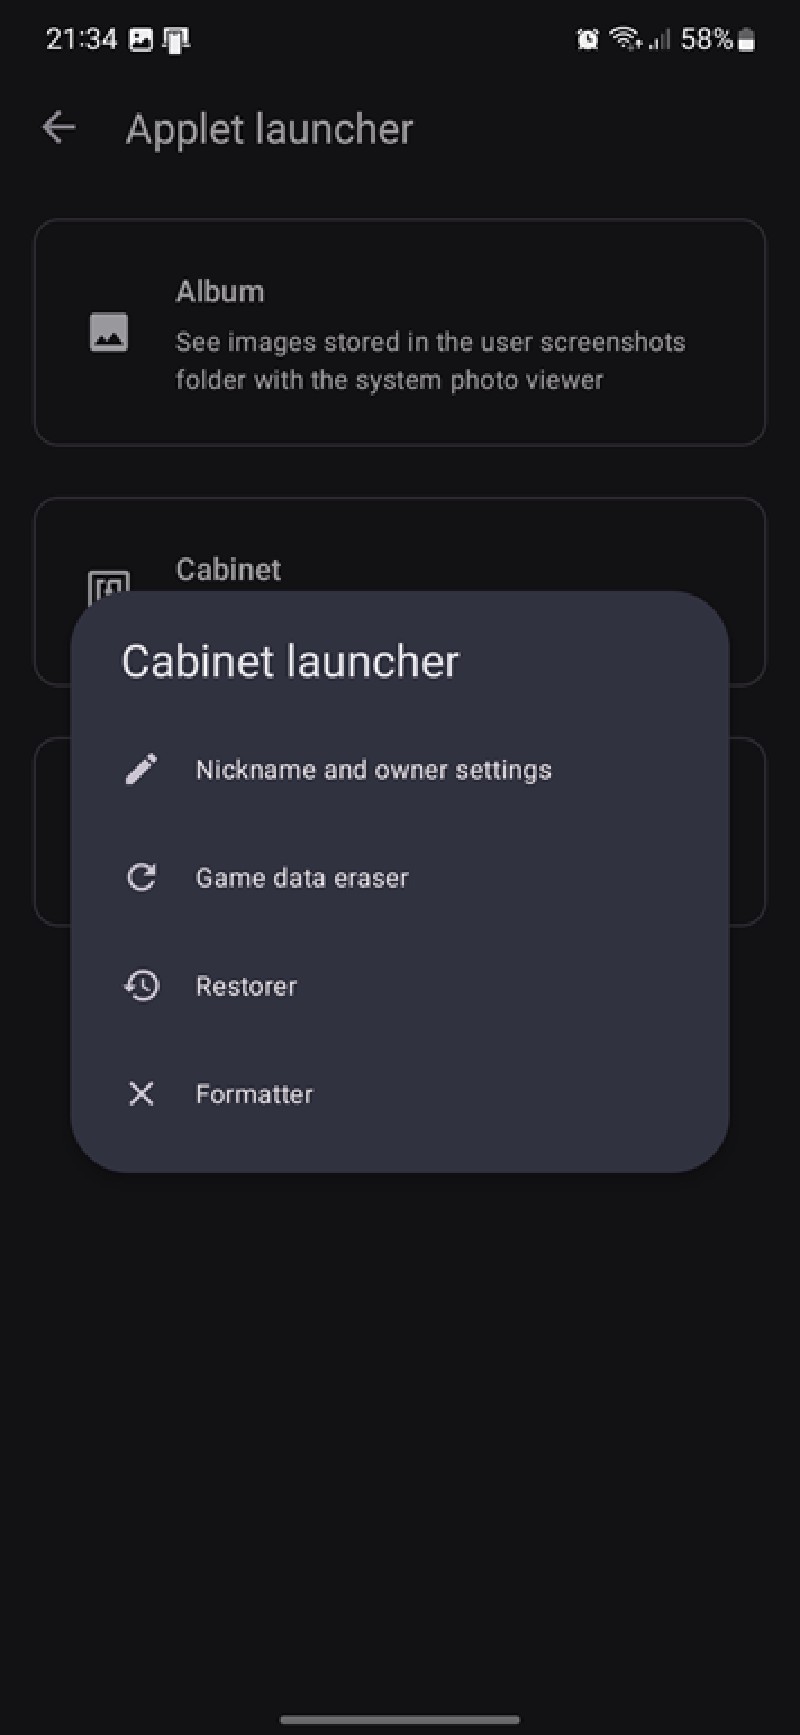 21:34
58%
Applet launcher
Album
See images stored in the user screenshots
folder with the system photo viewer
Cabinet
Cabinet launcher
Nickname and owner settings
Game data eraser
Restorer
Formatter